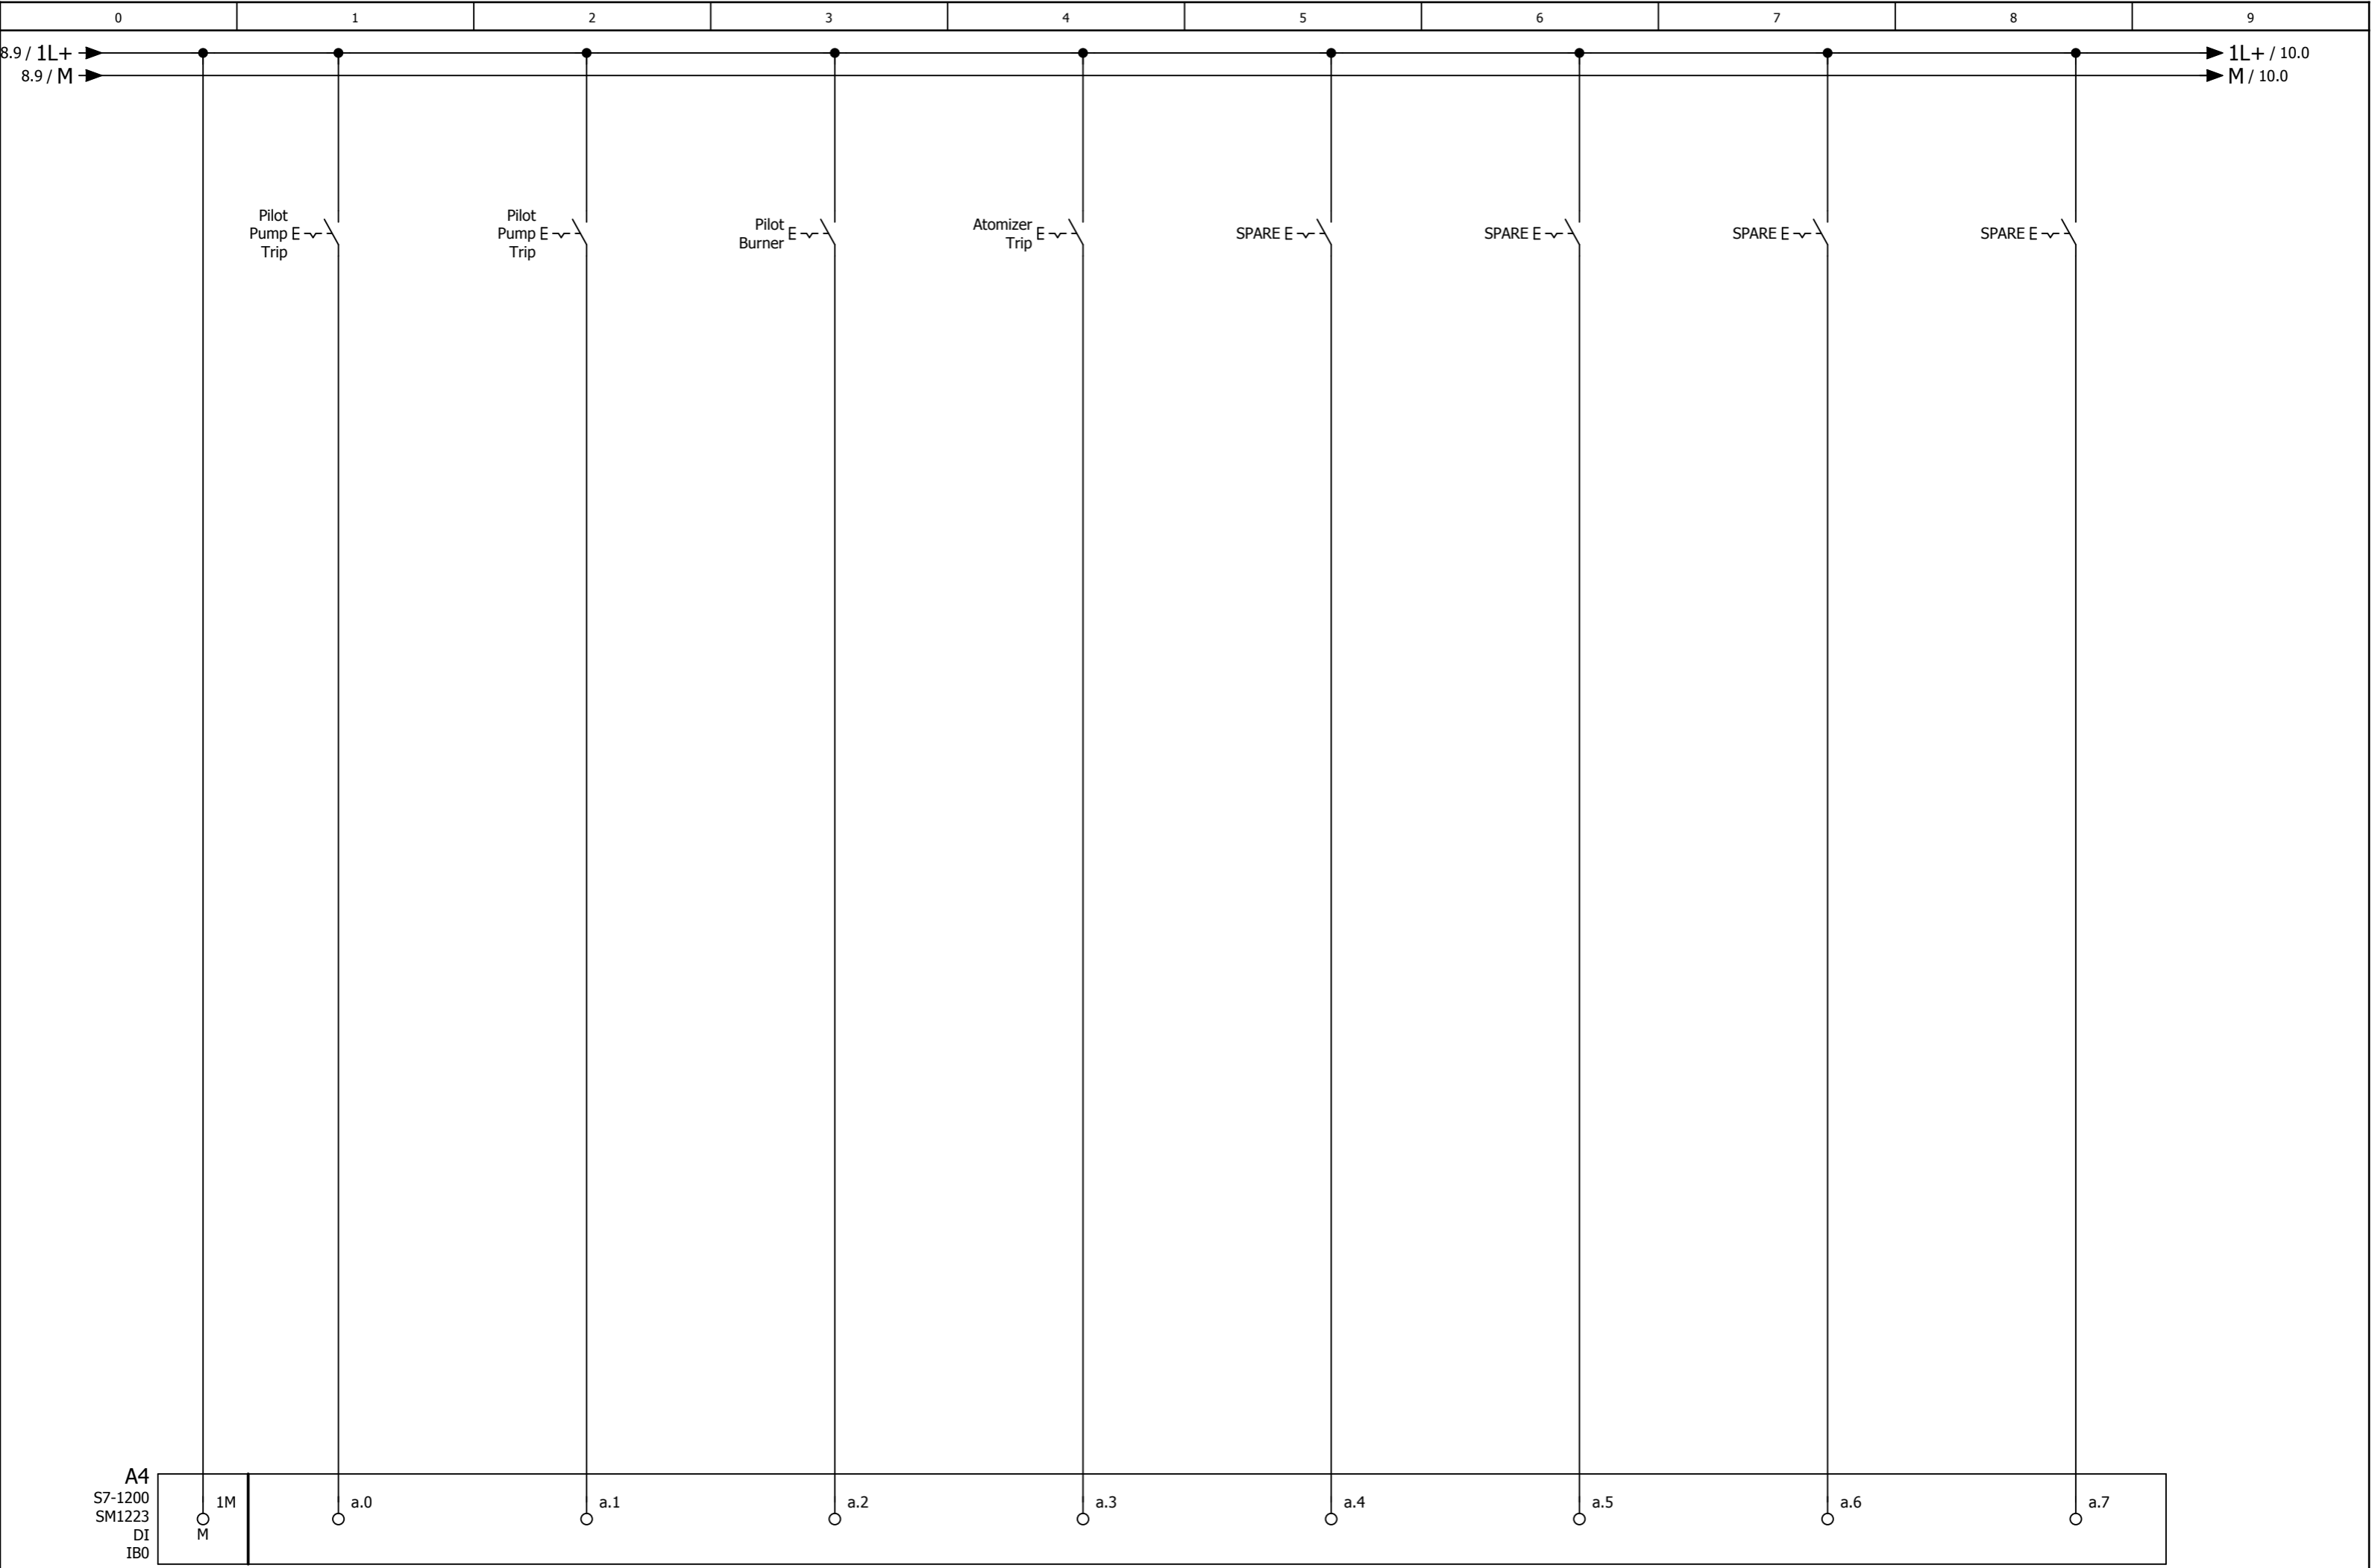 0 1 2 3 4 5 6 7 8 9
8.9 / 1L+
1L+ / 10.0
8.9 / M
M / 10.0
Pilot
Pump E
Trip
Pilot
Pump E
Trip
Pilot
Burner
E
Atomizer
Trip
E
SPARE E
SPARE E
SPARE E
SPARE E
A4
S7-1200
SM1223
DI
IB0
1M
M
a.0
a.1
a.2
a.3
a.4
a.5
a.6
a.7